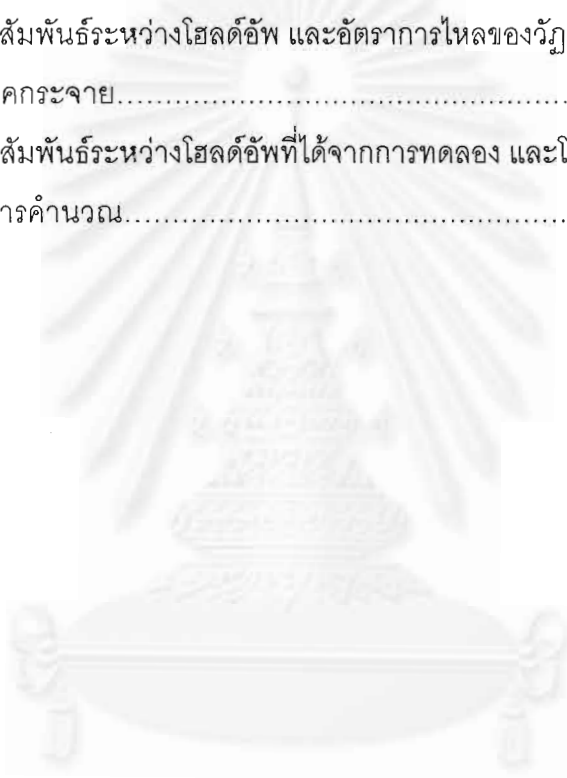 สัมพันธ์ระหว่างโฮลด์อัพ และอัตราการไหลของวัฏ
คกระจาย................................................
สัมพันธ์ระหว่างโฮลด์อัพที่ได้จากการทดลอง และโ
ารคำนวณ................................................